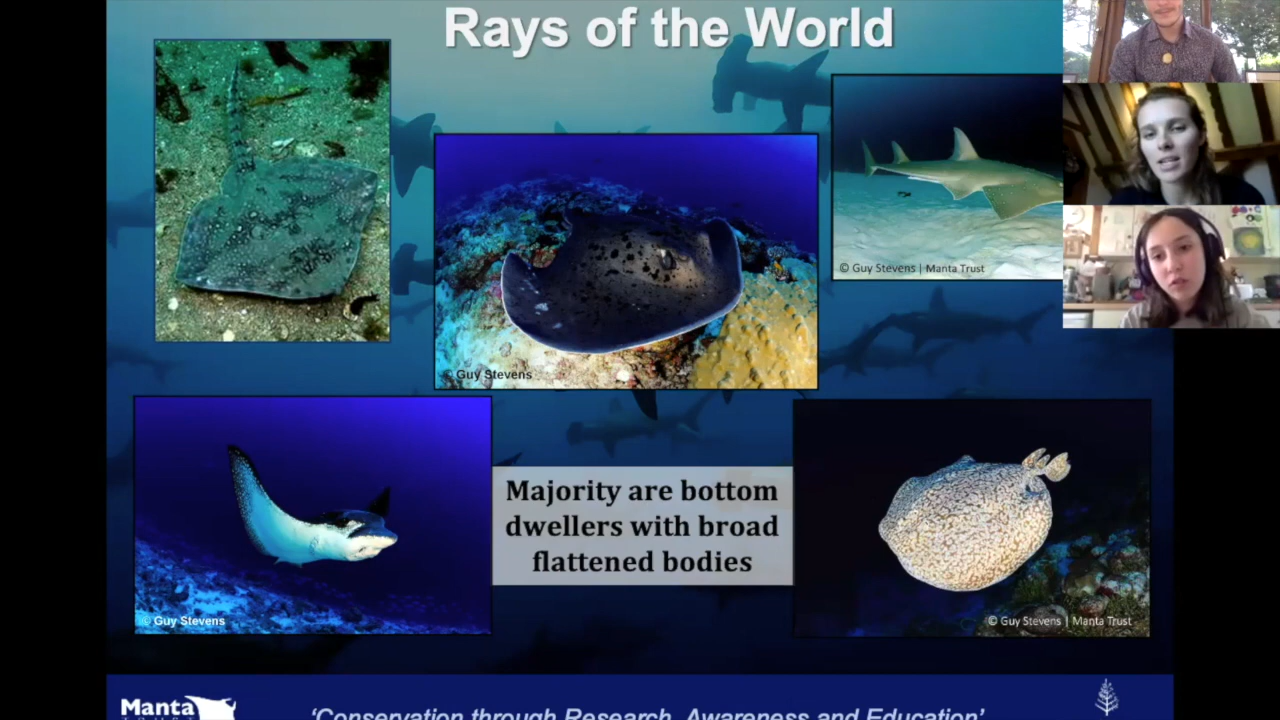 Rays of the World
© Guy Stevens | Manta Trust
© Guy Stevens
Majority are bottom
dwellers with broad
flattened bodies
© Guy Stevens
© Guy Stevens | Manta Trust
Manta
TRUST
'Conservation through Research, Awareness and Education'